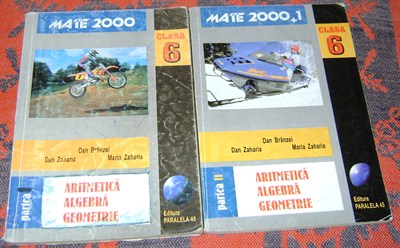 MATE 2000
CLASA
6
Dan Brânzei
Dan Zaharia Maria Zaharia
partea I
ARITMETICĂ
ALGEBRĂ
GEOMETRIE
Editura
PARALELA 45
MATE 2000+1
CLASA
6
Dan Brânzei
Dan Zaharia Maria Zaharia
partea II
ARITMETICĂ
ALGEBRĂ
GEOMETRIE
Editura
PARALELA 45